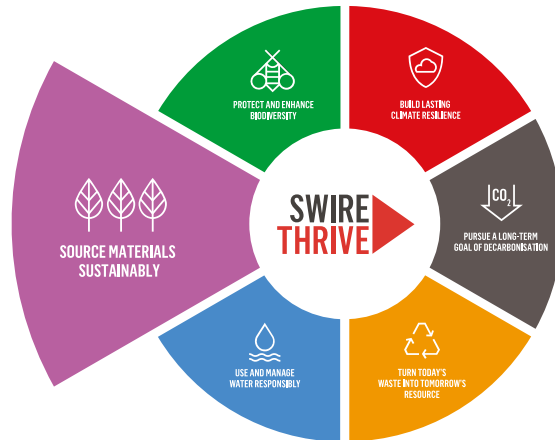 PROTECT AND ENHANCE
BIODIVERSITY
BUILD LASTING
CLIMATE RESILIENCE
SOURCE MATERIALS
SUSTAINABLY
SWIRE
THRIVE
CO2
PURSUE A LONG-TERM
GOAL OF DECARBONISATION
USE AND MANAGE
WATER RESPONSIBLY
TURN TODAY'S
WASTE INTO TOMORROW'S
RESOURCE